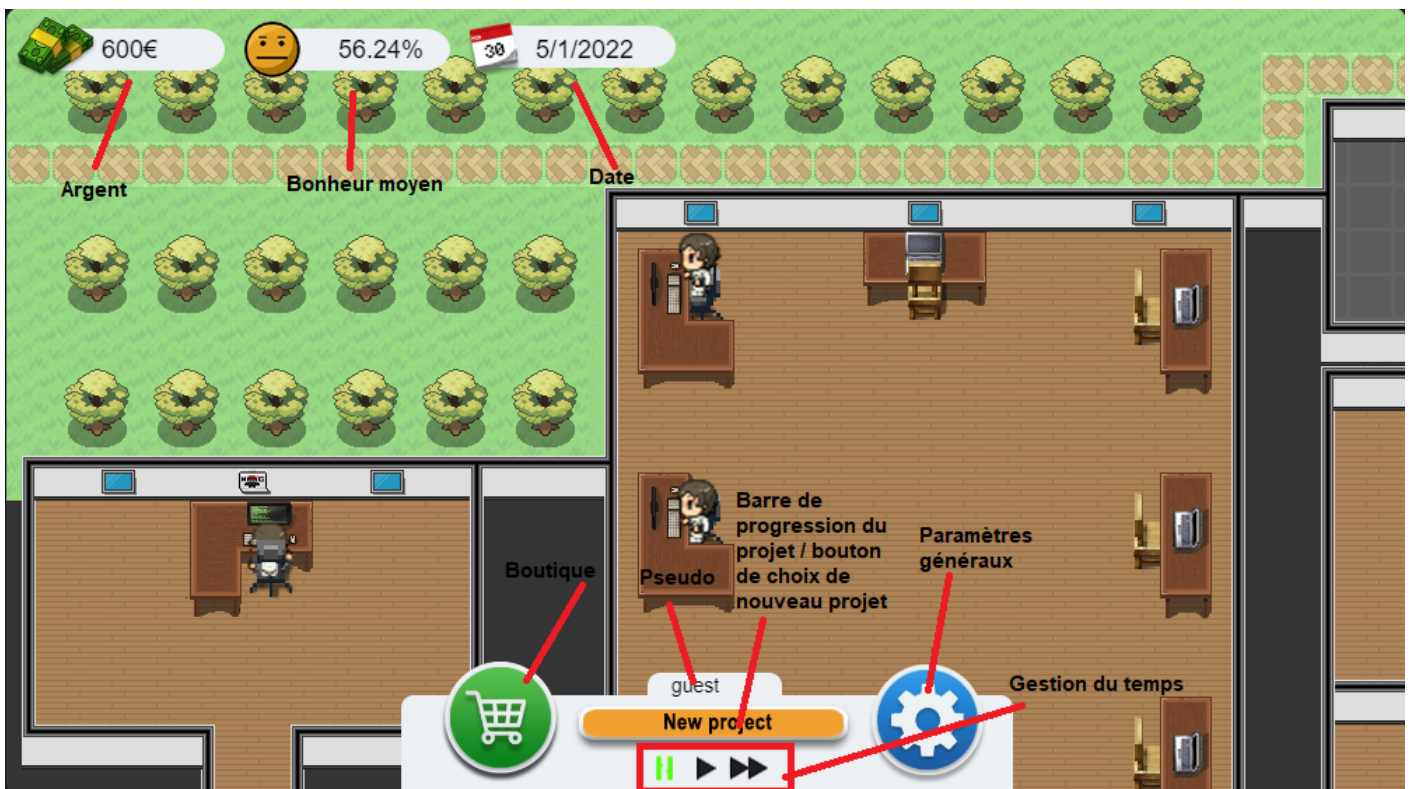 600€
56.24%
30
5/1/2022
Argent
Bonheur moyen
Date
Boutique
Pseudo
Barre de
progression du
projet / bouton
de choix de
nouveau projet
Paramètres
généraux
Gestion du temps
guest
New project